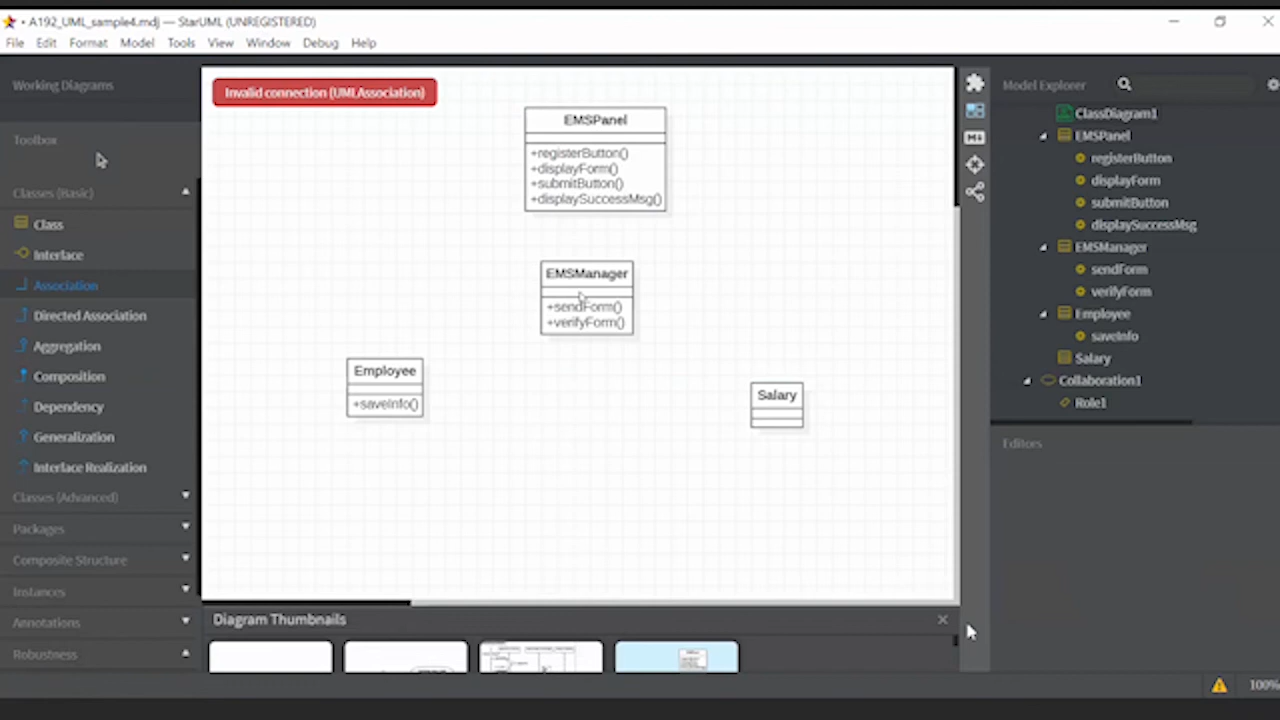 • A192_UML_sample4.mdj — StarUML (UNREGISTERED)
File Edit Format Model Tools View Window Debug Help
Working Diagrams
Toolbox
Classes (Basic)
Class
Interface
Association
Directed Association
Aggregation
Composition
Dependency
Generalization
Interface Realization
Classes (Advanced)
Packages
Composite Structure
Instances
Annotations
Robustness
Invalid connection (UMLAssociation)
EMSPanel
+registerButton()
+displayForm()
+submitButton()
+displaySuccessMsg()
EMSManager
+sendForm()
+verifyForm()
Employee
+saveInfo()
Salary
Diagram Thumbnails
M↓
Model Explorer
ClassDiagram1
EMSPanel
registerButton
displayForm
submitButton
displaySuccessMsg
EMSManager
sendForm
verifyForm
Employee
saveInfo
Salary
Collaboration1
Role1
Editors
100%